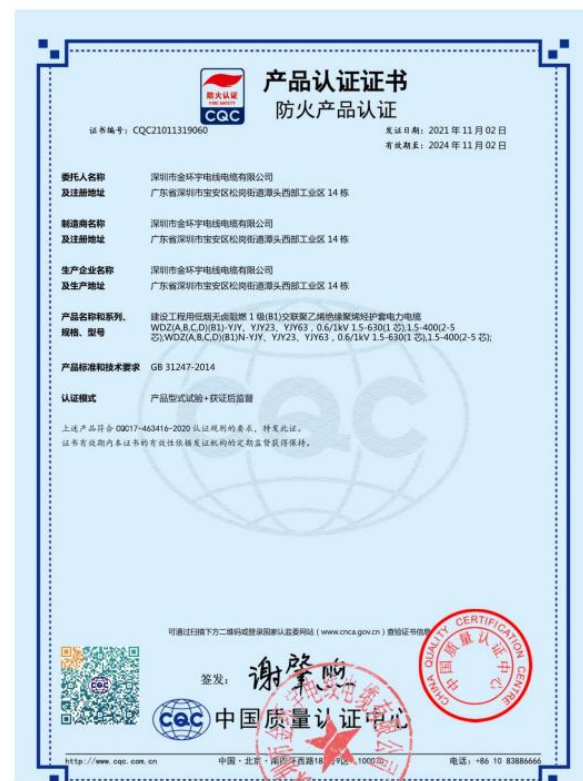 防火认证
FIRE SAFETY
CQC
产品认证证书
防火产品认证
证书编号：CQC21011319060
发证日期：2021 年 11 月 02 日
有效期至：2024 年 11 月 02 日
委托人名称 深圳市金环宇电线电缆有限公司
及注册地址 广东省深圳市宝安区松岗街道潭头西部工业区 14 栋
制造商名称 深圳市金环宇电线电缆有限公司
及注册地址 广东省深圳市宝安区松岗街道潭头西部工业区 14 栋
生产企业名称 深圳市金环宇电线电缆有限公司
及生产地址 广东省深圳市宝安区松岗街道潭头西部工业区 14 栋
产品名称和系列、 建设工程用低烟无卤阻燃 1 级(B1)交联聚乙烯绝缘聚烯烃护套电力电缆
规格、型号 WDZ(A,B,C,D)(B1)-YJY、YJY23、YJY63，0.6/1kV 1.5-630(1 芯),1.5-400(2-5
芯);WDZ(A,B,C,D)(B1)N-YJY、YJY23、YJY63，0.6/1kV 1.5-630(1 芯),1.5-400(2-5 芯);
产品标准和技术要求 GB 31247-2014
认证模式 产品型式试验+获证后监督
上述产品符合 CQC17-463416-2020 认证规则的要求，特发此证。
证书有效期内本证书的有效性依据发证机构的定期监督获得保持。
CQC
可通过扫描下方二维码或登录国家认监委网站（www.cnca.gov.cn）查验证书信息
CHINA QUALITY CERTIFICATION CENTRE
中国质量认证中心
CQC
签发：
CQC 中国质量认证中心
http://www.cqc.com.cn 中国·北京·南四环西路18 9区 100070 电话：+86 10 83886666